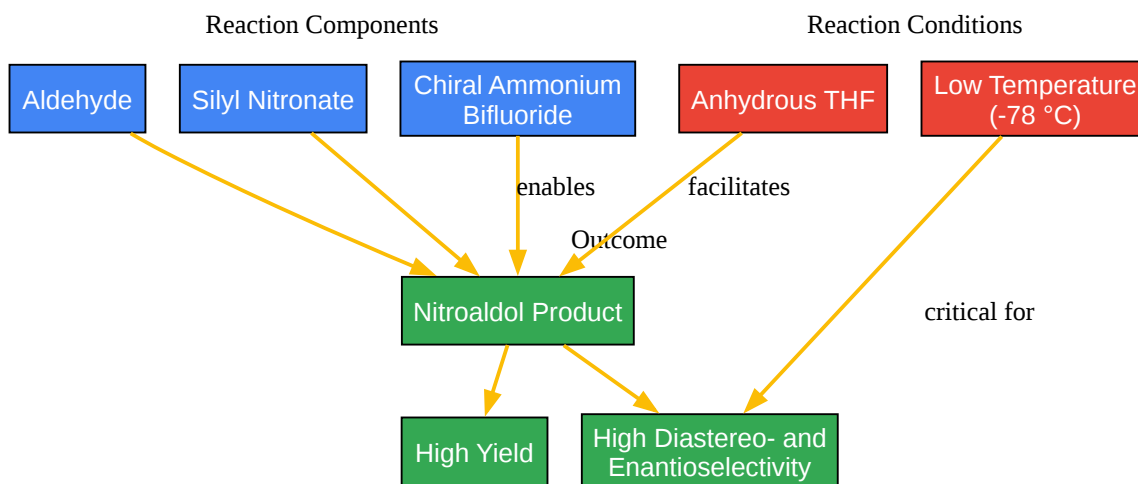 Reaction Components
Reaction Conditions
Aldehyde
Silyl Nitronate
Chiral Ammonium
Bifluoride
Anhydrous THF
Low Temperature
(-78 °C)
enables
facilitates
Outcome
Nitroaldol Product
critical for
High Yield
High Diastereo- and
Enantioselectivity